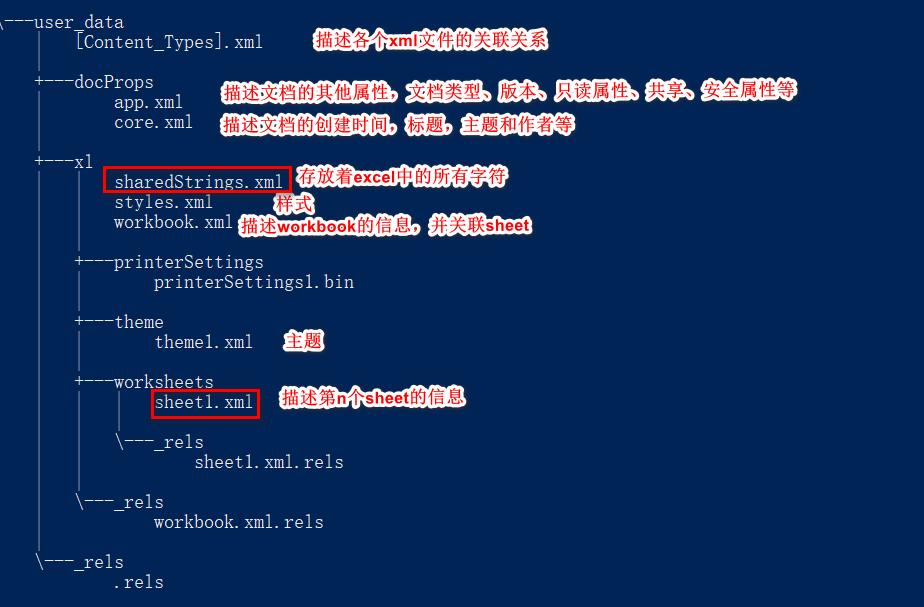 \---user_data
[Content_Types].xml 描述各个xml文件的关联关系
+---docProps
app.xml 描述文档的其他属性，文档类型、版本、只读属性、共享、安全属性等
core.xml 描述文档的创建时间，标题，主题和作者等
+---xl
sharedStrings.xml 存放着excel中的所有字符
styles.xml 样式
workbook.xml 描述workbook的信息，并关联sheet
+---printerSettings
printerSettings1.bin
+---theme
theme1.xml 主题
+---worksheets
sheet1.xml 描述第n个sheet的信息
\---_rels
sheet1.xml.rels
\---_rels
workbook.xml.rels
\---_rels
.rels